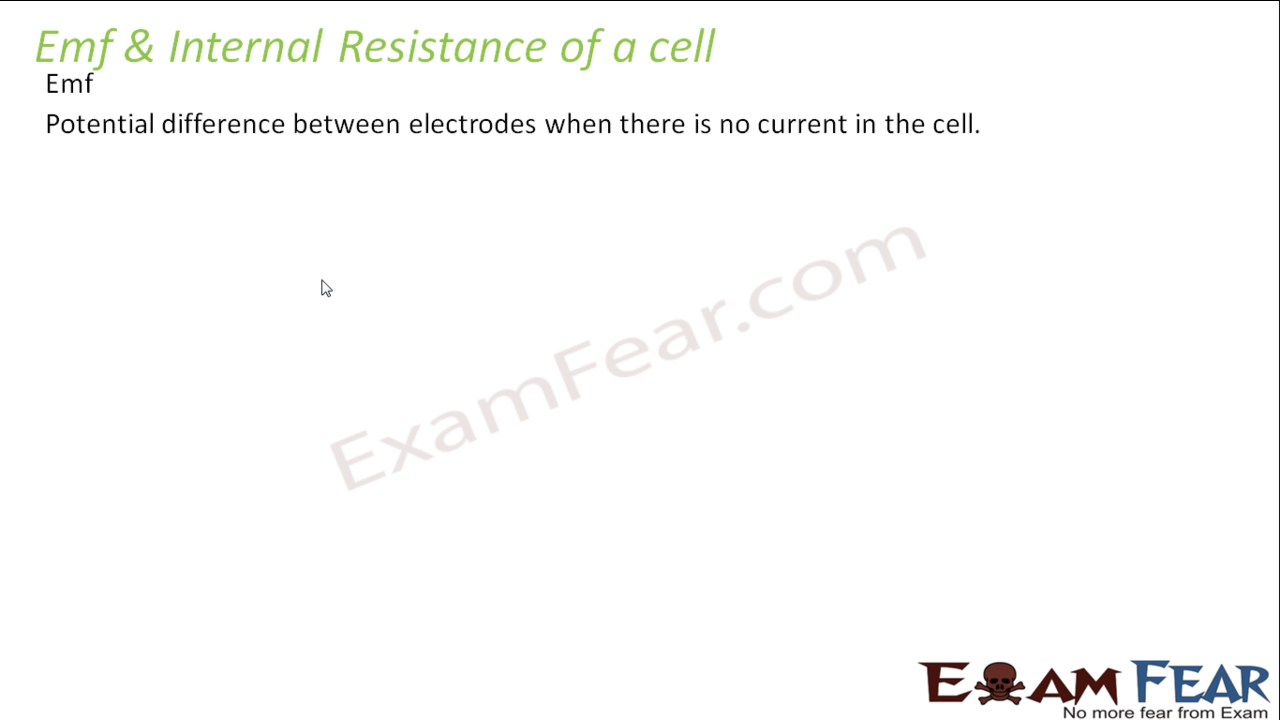 Emf & Internal Resistance of a cell
Emf
Potential difference between electrodes when there is no current in the cell.
ExamFear.com
EXAM FEAR
No more fear from Exam